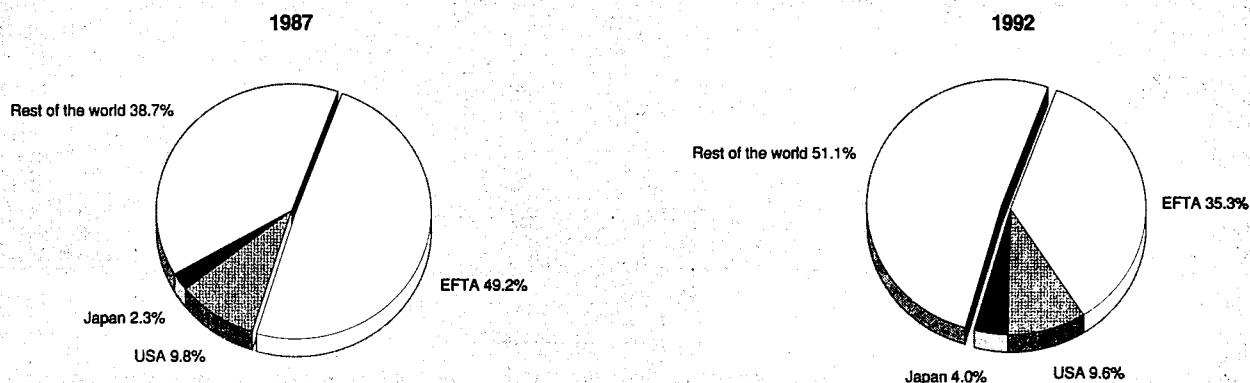 1987
Rest of the world 38.7%
EFTA 49.2%
Japan 2.3%
USA 9.8%
1992
Rest of the world 51.1%
EFTA 35.3%
Japan 4.0%
USA 9.6%